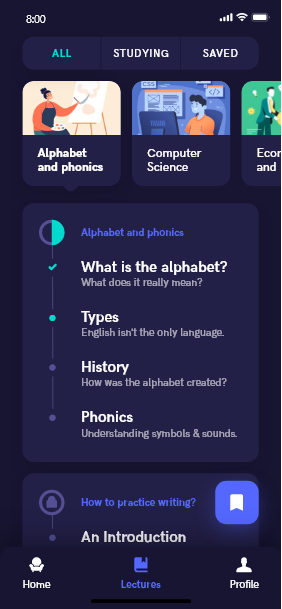 8:00
ALL STUDYING SAVED
CSS
Alphabet
and phonics
Computer
Science
Econ
and
Alphabet and phonics
What is the alphabet?
What does it really mean?
Types
English isn't the only language.
History
How was the alphabet created?
Phonics
Understanding symbols & sounds.
How to practice writing?
An Introduction
Home Lectures Profile